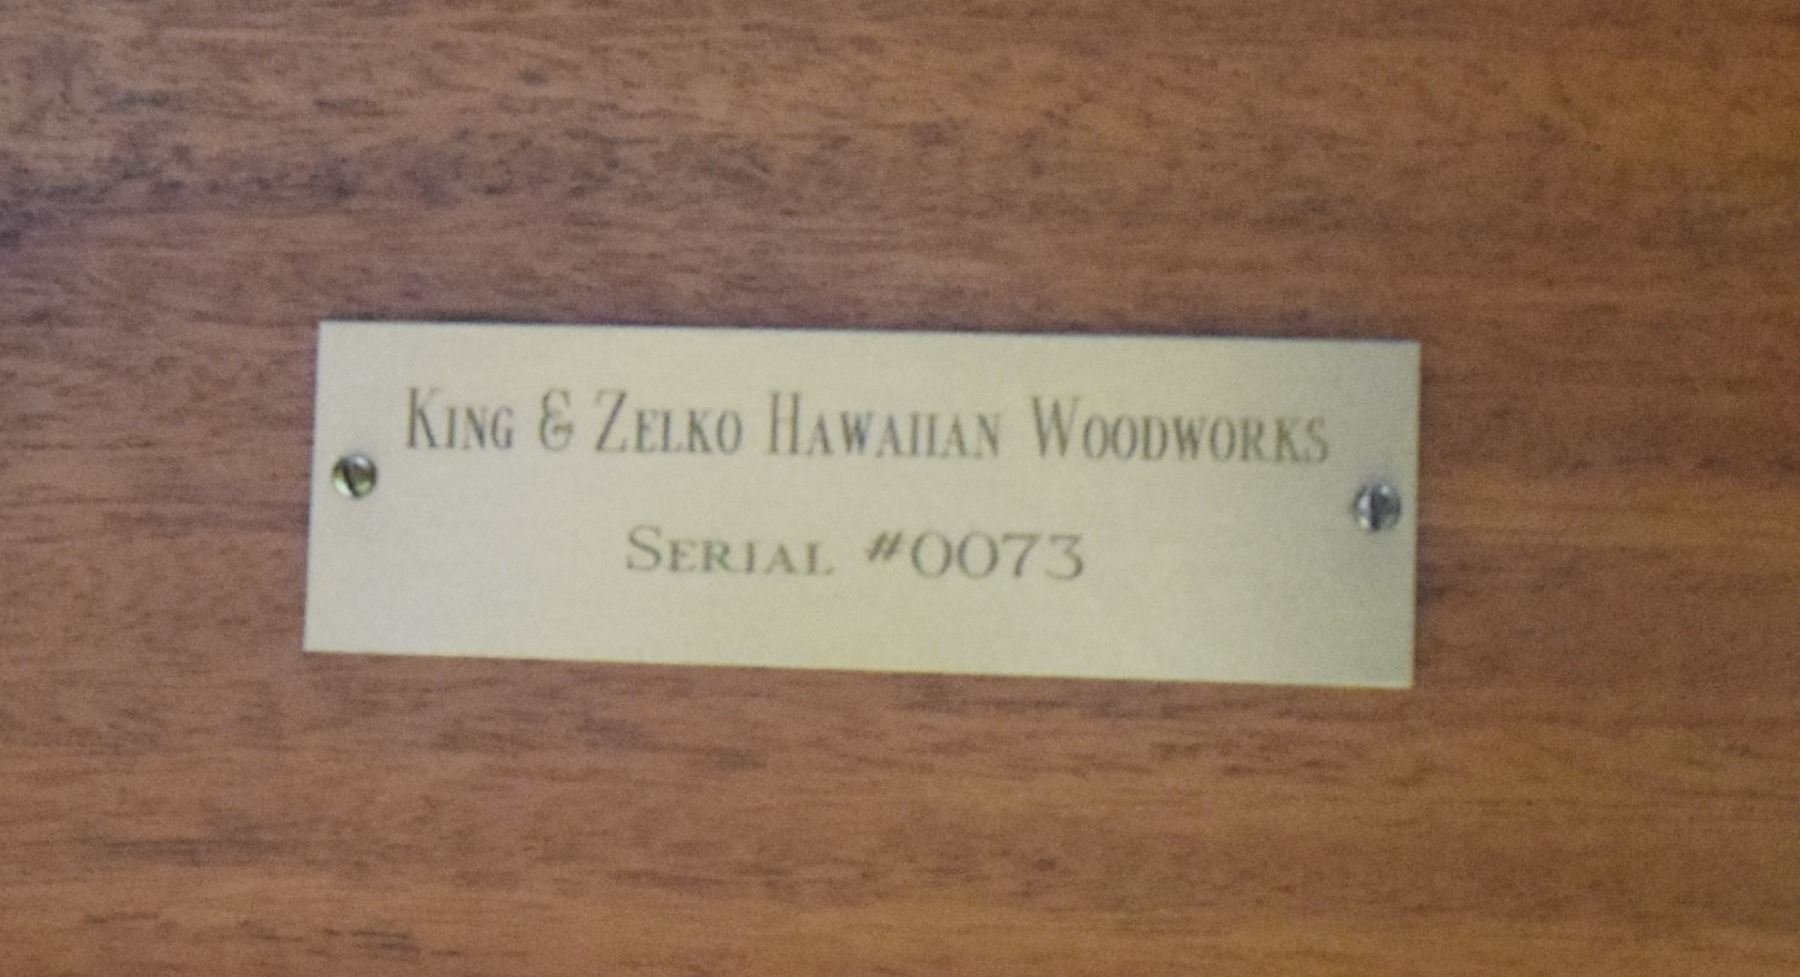 King & Zelko Hawaiian Woodworks
Serial #0073